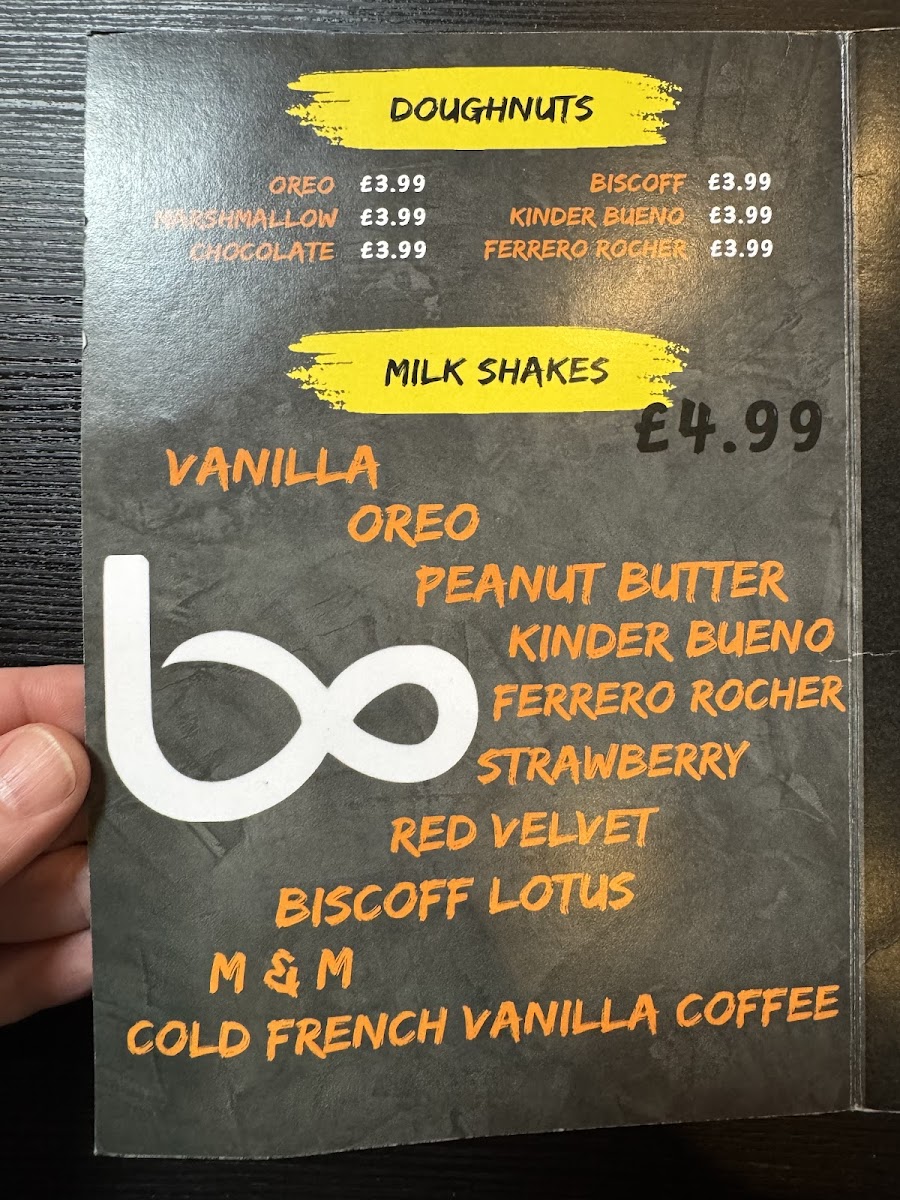 DOUGHNUTS
OREO £3.99
MARSHMALLOW £3.99
CHOCOLATE £3.99
BISCOFF £3.99
KINDER BUENO £3.99
FERRERO ROCHER £3.99
MILK SHAKES
£4.99
VANILLA
OREO
PEANUT BUTTER
KINDER BUENO
FERRERO ROCHER
STRAWBERRY
RED VELVET
BISCOFF LOTUS
M & M
COLD FRENCH VANILLA COFFEE
bo